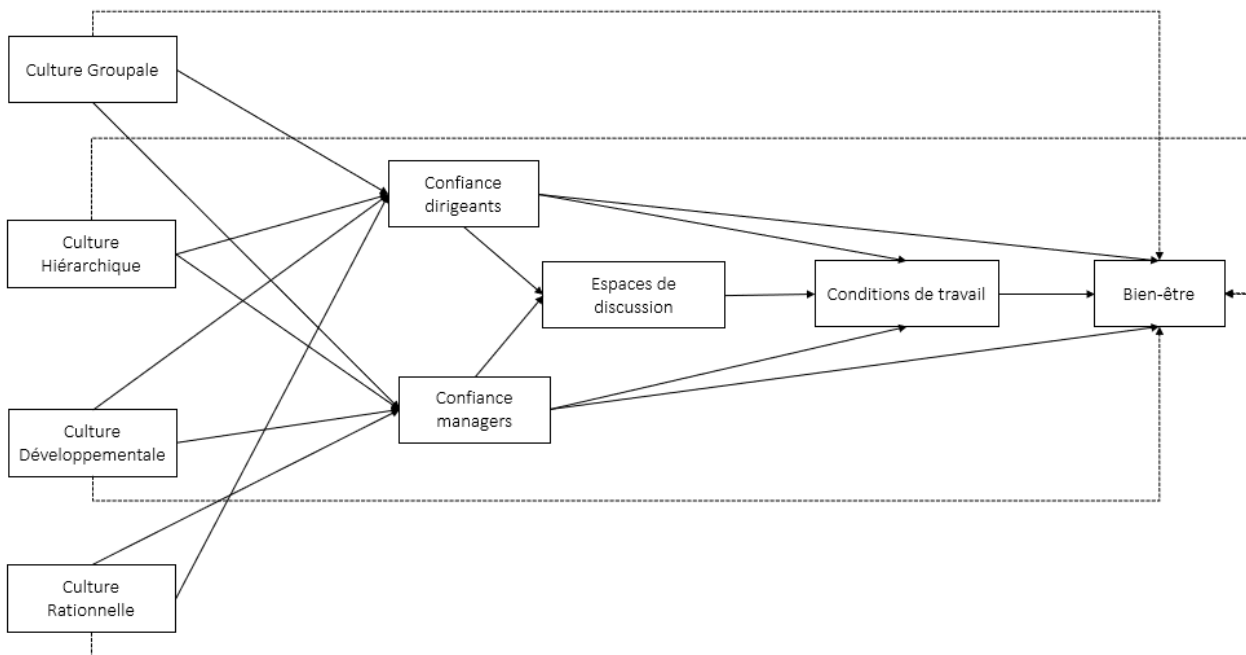 Culture Groupale
Culture
Hiérarchique
Culture
Développementale
Culture
Rationnelle
Confiance
dirigeants
Confiance
managers
Espaces de
discussion
Conditions de travail
Bien-être